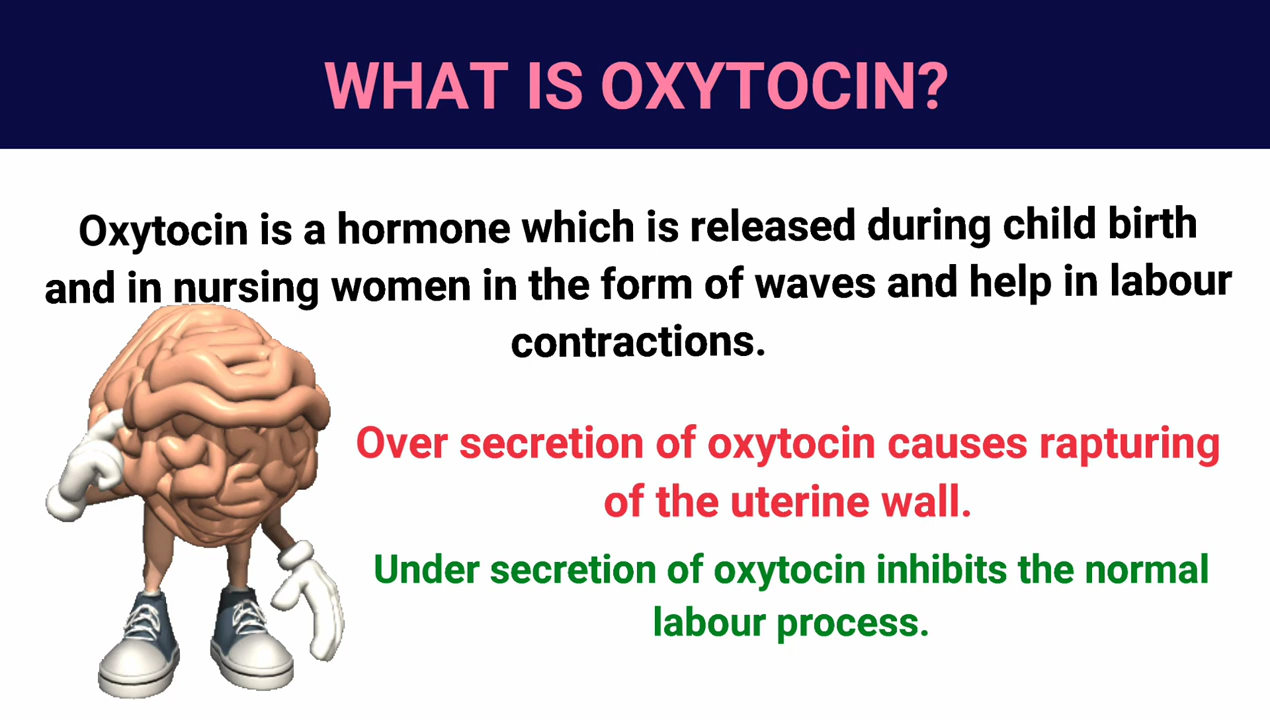 WHAT IS OXYTOCIN?
Oxytocin is a hormone which is released during child birth
and in nursing women in the form of waves and help in labour
contractions.
Over secretion of oxytocin causes rapturing
of the uterine wall.
Under secretion of oxytocin inhibits the normal
labour process.